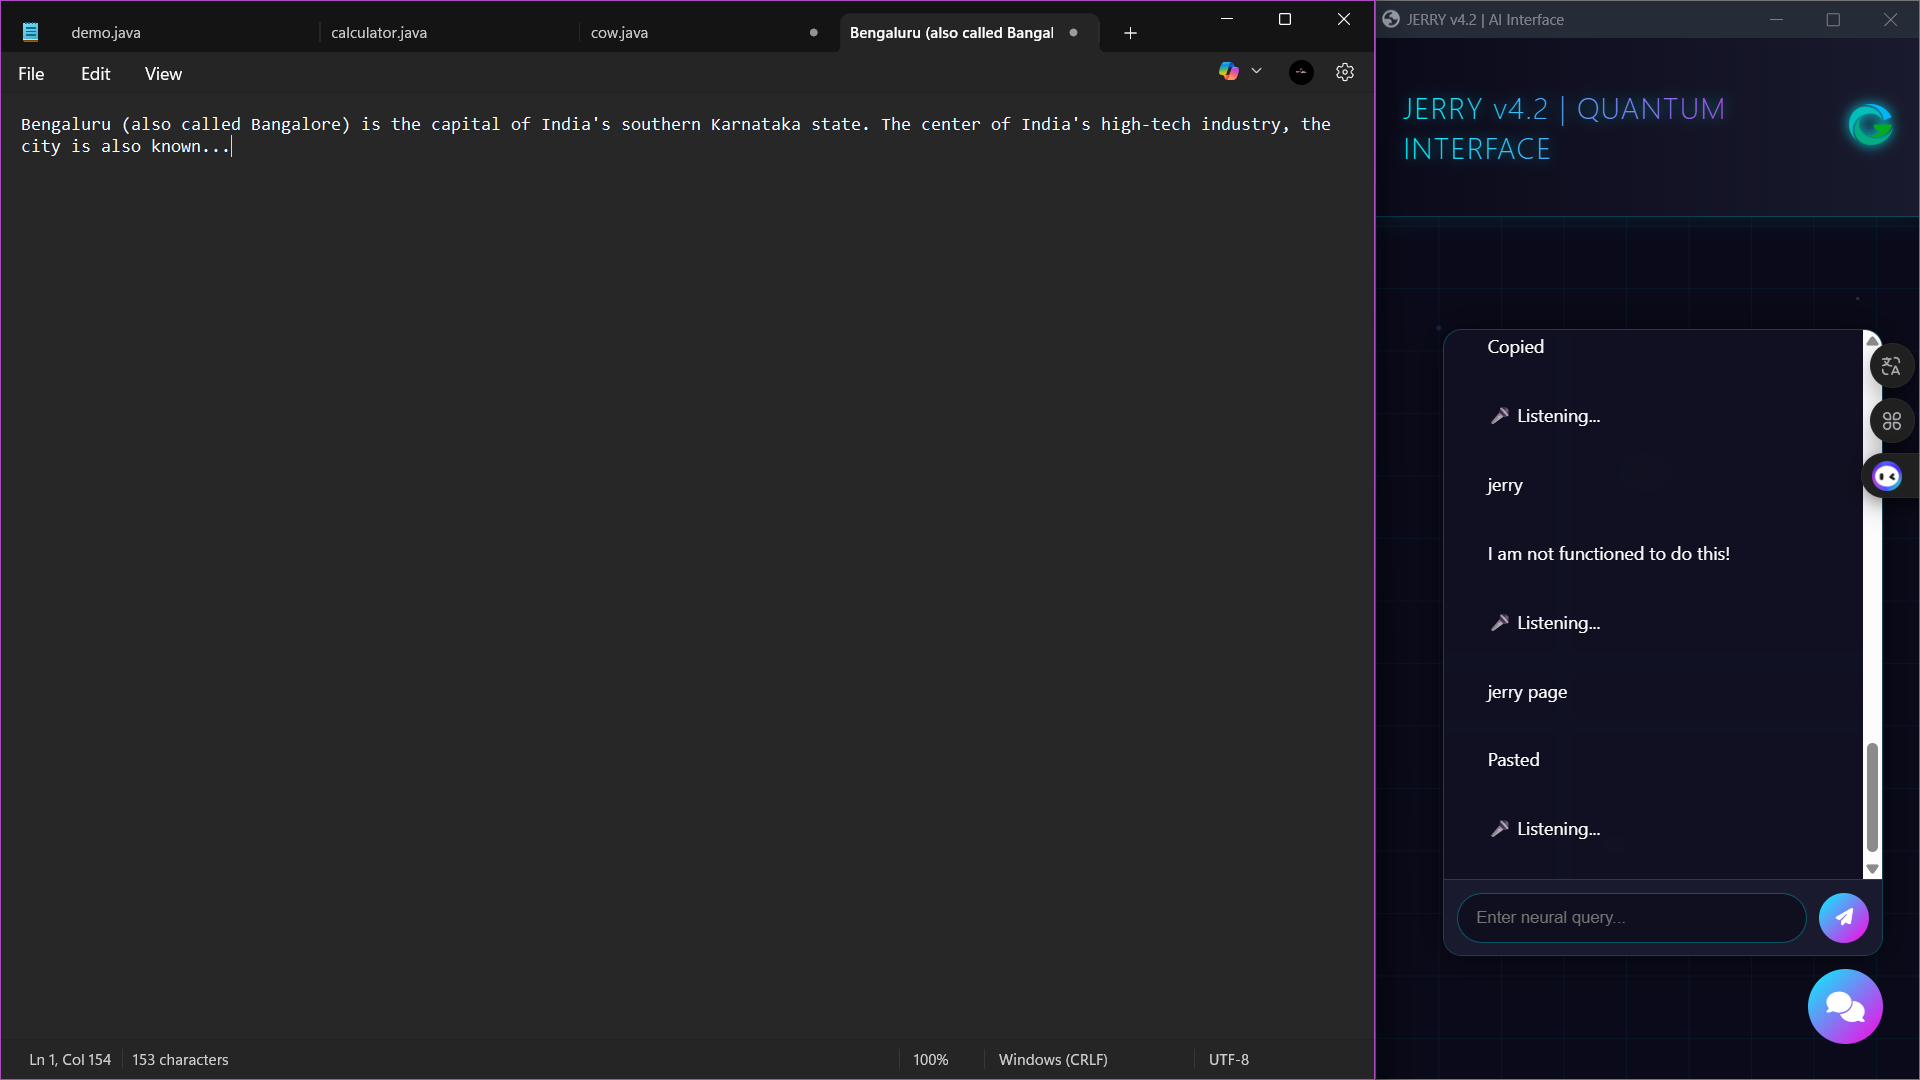 demo.java
calculator.java
cow.java
Bengaluru (also called Bangal
File
Edit
View
Bengaluru (also called Bangalore) is the capital of India's southern Karnataka state. The center of India's high-tech industry, the
city is also known...
Ln 1, Col 154
153 characters
100%
Windows (CRLF)
UTF-8
JERRY v4.2 | AI Interface
JERRY v4.2 | QUANTUM
INTERFACE
Copied
Listening...
jerry
I am not functioned to do this!
Listening...
jerry page
Pasted
Listening...
Enter neural query...